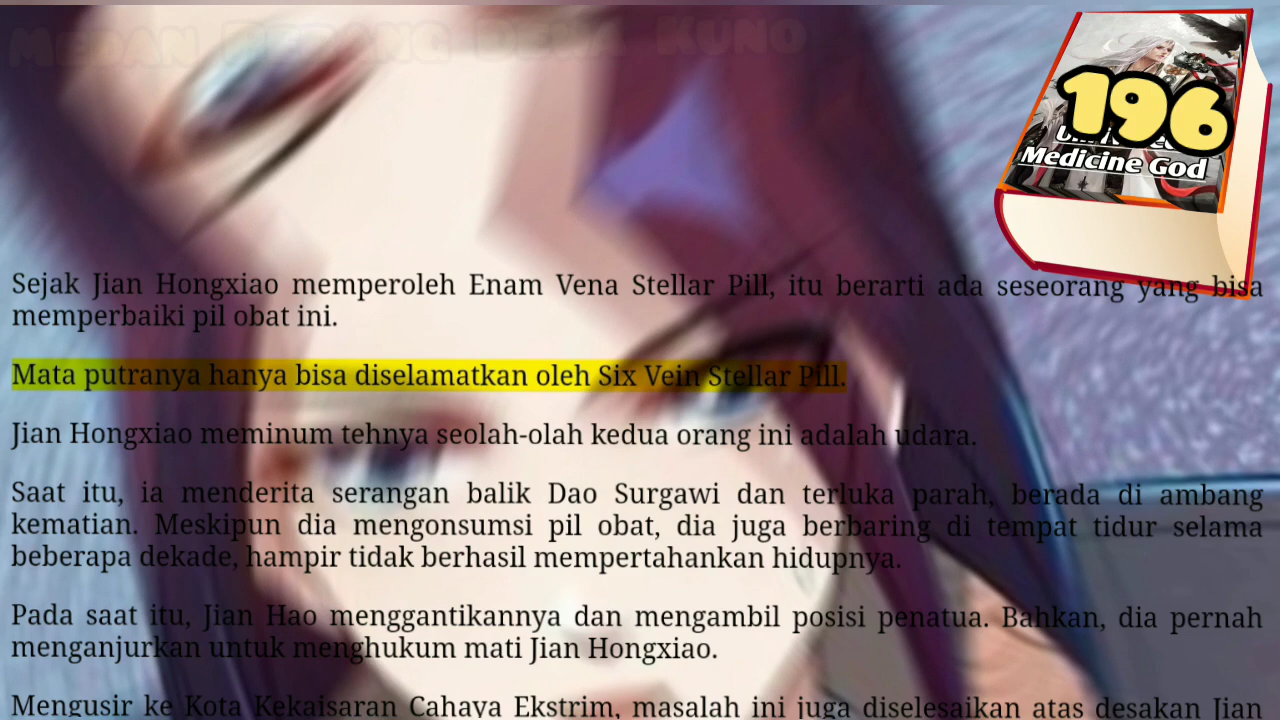 MEDAN PERANG DEWA KUNO
196
Medicine God
Sejak Jian Hongxiao memperoleh Enam Vena Stellar Pill, itu berarti ada seseorang yang bisa
memperbaiki pil obat ini.
Mata putranya hanya bisa diselamatkan oleh Six Vein Stellar Pill.
Jian Hongxiao meminum tehnya seolah-olah kedua orang ini adalah udara.
Saat itu, ia menderita serangan balik Dao Surgawi dan terluka parah, berada di ambang
kematian. Meskipun dia mengonsumsi pil obat, dia juga berbaring di tempat tidur selama
beberapa dekade, hampir tidak berhasil mempertahankan hidupnya.
Pada saat itu, Jian Hao menggantikannya dan mengambil posisi penatua. Bahkan, dia pernah
menganjurkan untuk menghukum mati Jian Hongxiao.
Mengusir ke Kota Kekaisaran Cahaya Ekstrim, masalah ini juga diselesaikan atas desakan Jian